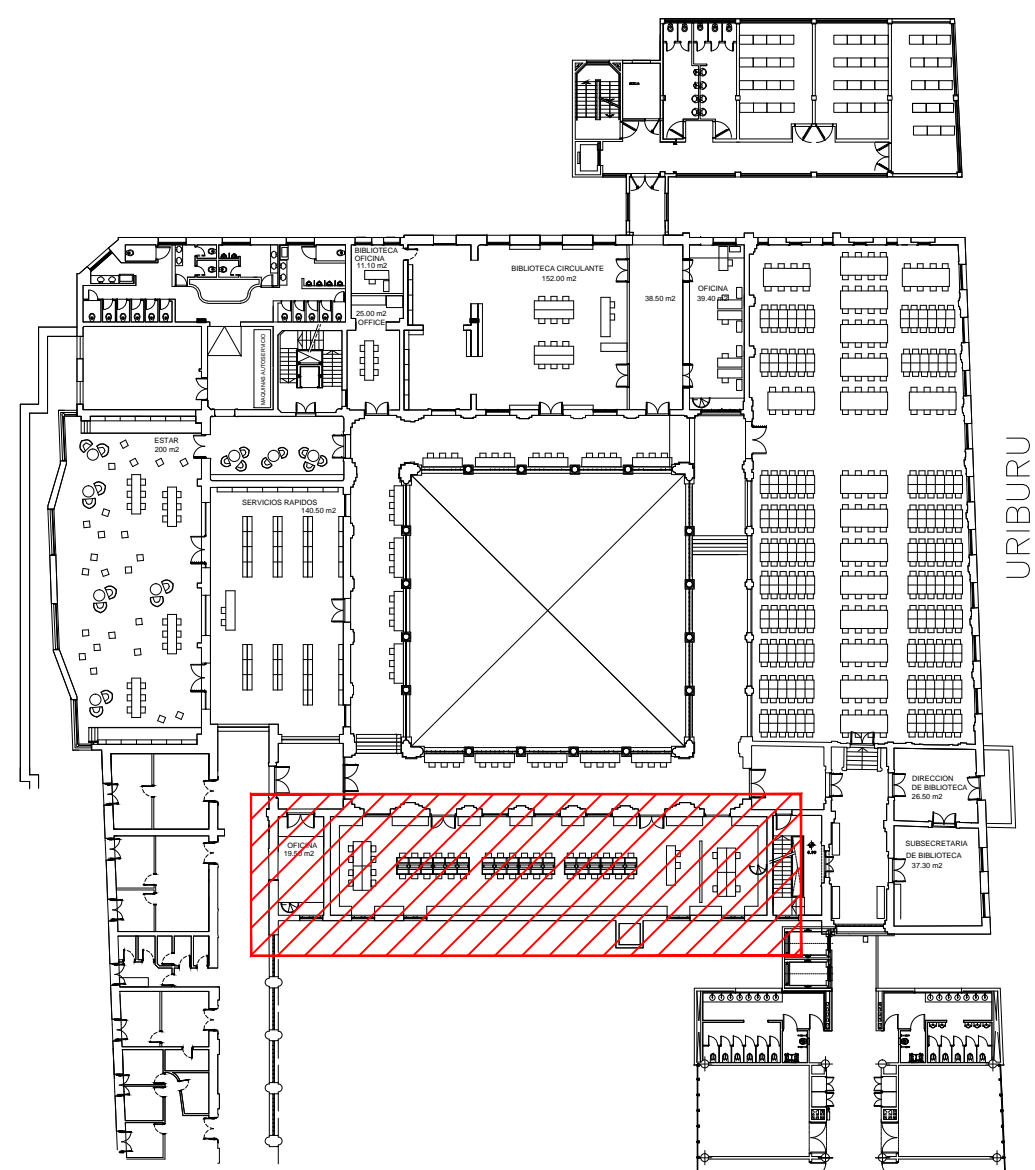 BIBLIOTECA
OFICINA
11.10 m2
25.00 m2
OFFICE
BIBLIOTECA CIRCULANTE
152.00 m2
38.50 m2
OFICINA
39.40 m2
MAQUINAS AUTOSERVICIO
ESTAR
200 m2
SERVICIOS RAPIDOS
140.50 m2
URIBURU
DIRECCION
DE BIBLIOTECA
26.50 m2
SUBSECRETARIA
DE BIBLIOTECA
37.30 m2
OFICINA
19.50 m2